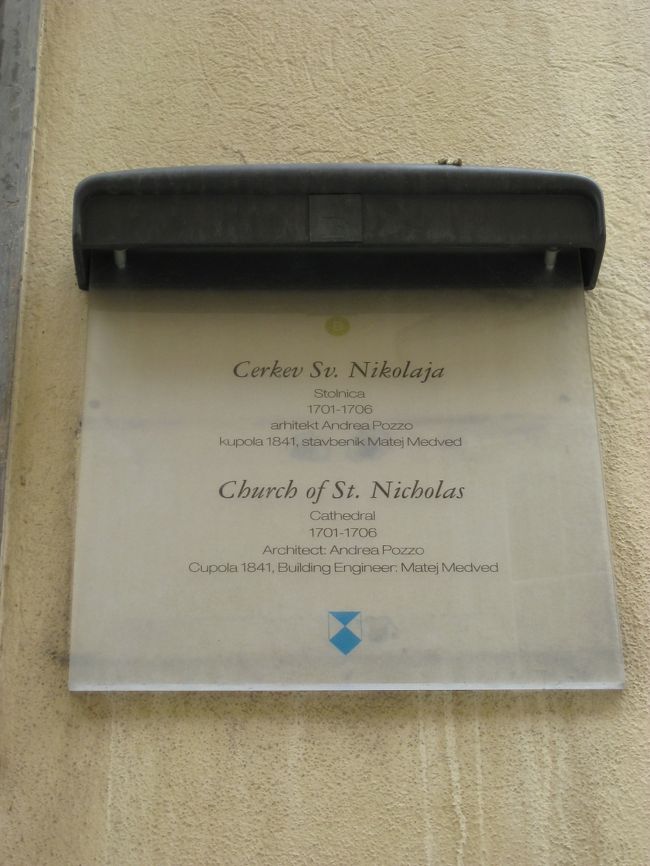 Cerkev Sv. Nikolaja
Stolnica
1701-1706
arhitekt Andrea Pozzo
kupola 1841, stavbenik Matej Medved
Church of St. Nicholas
Cathedral
1701-1706
Architect: Andrea Pozzo
Cupola 1841, Building Engineer: Matej Medved